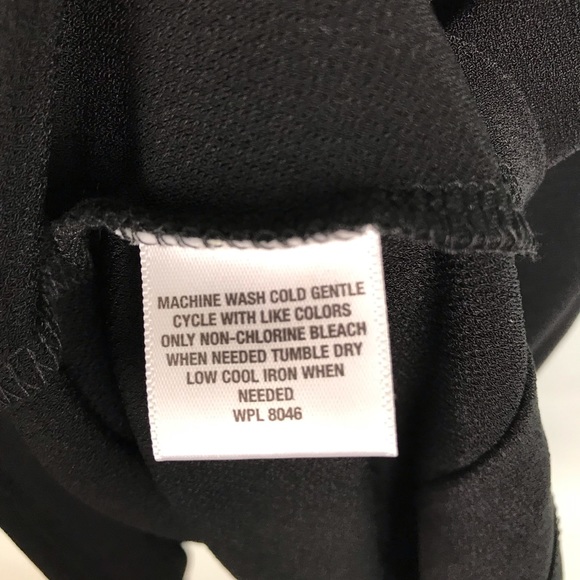 MACHINE WASH COLD GENTLE
CYCLE WITH LIKE COLORS
ONLY NON-CHLORINE BLEACH
WHEN NEEDED TUMBLE DRY
LOW COOL IRON WHEN
NEEDED
WPL 8046